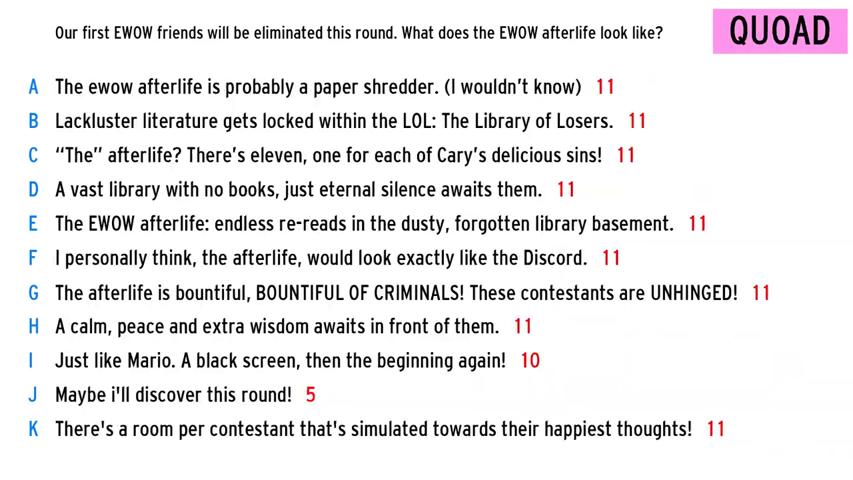 Our first EWOW friends will be eliminated this round. What does the EWOW afterlife look like?
QUOAD
A The ewow afterlife is probably a paper shredder. (I wouldn't know) 11
B Lackluster literature gets locked within the LOL: The Library of Losers. 11
C “The” afterlife? There's eleven, one for each of Cary's delicious sins! 11
D A vast library with no books, just eternal silence awaits them. 11
E The EWOW afterlife: endless re-reads in the dusty, forgotten library basement. 11
F I personally think, the afterlife, would look exactly like the Discord. 11
G The afterlife is bountiful, BOUNTIFUL OF CRIMINALS! These contestants are UNHINGED! 11
H A calm, peace and extra wisdom awaits in front of them. 11
I Just like Mario. A black screen, then the beginning again! 10
J Maybe i'll discover this round! 5
K There's a room per contestant that's simulated towards their happiest thoughts! 11